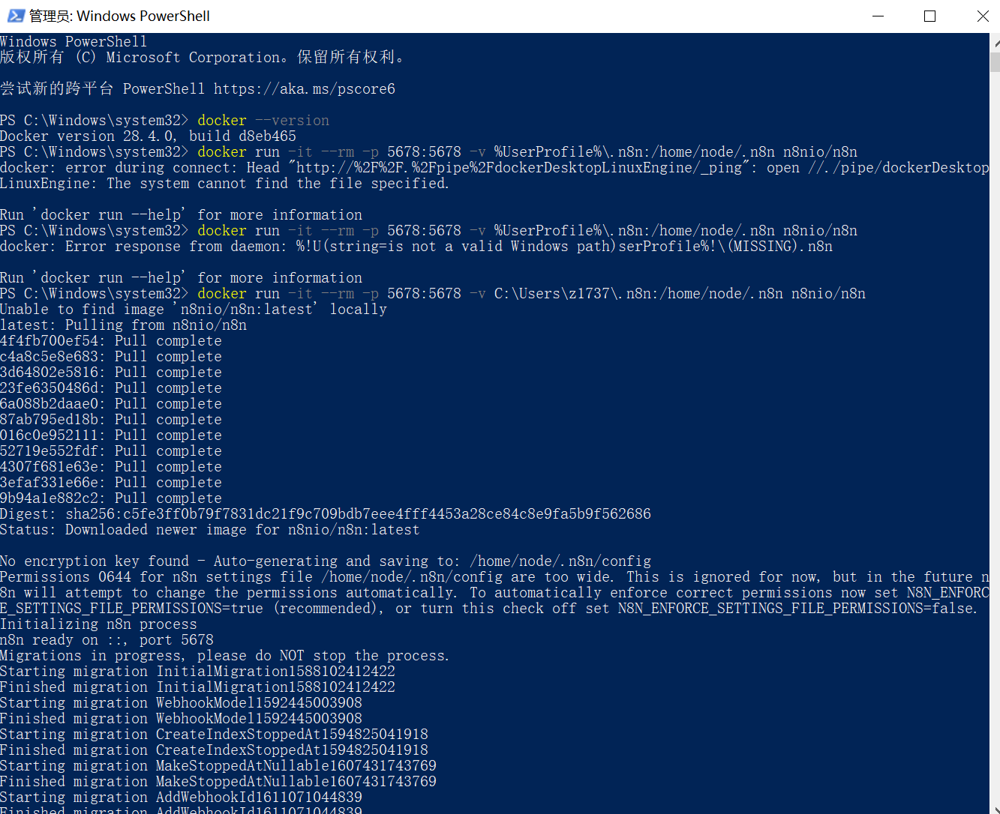 管理员: Windows PowerShell
Windows PowerShell
版权所有 (C) Microsoft Corporation。保留所有权利。
尝试新的跨平台 PowerShell https://aka.ms/pscore6
PS C:\Windows\system32> docker --version
Docker version 28.4.0, build d8eb465
PS C:\Windows\system32> docker run -it --rm -p 5678:5678 -v %UserProfile%\.n8n:/home/node/.n8n n8nio/n8n
docker: error during connect: Head "http://%2F%2F.%2Fpipe%2FdockerDesktopLinuxEngine/_ping": open //./pipe/dockerDesktop
LinuxEngine: The system cannot find the file specified.
Run 'docker run --help' for more information
PS C:\Windows\system32> docker run -it --rm -p 5678:5678 -v %UserProfile%\.n8n:/home/node/.n8n n8nio/n8n
docker: Error response from daemon: %!U(string=is not a valid Windows path)serProfile%!\(MISSING).n8n
Run 'docker run --help' for more information
PS C:\Windows\system32> docker run -it --rm -p 5678:5678 -v C:\Users\z1737\.n8n:/home/node/.n8n n8nio/n8n
Unable to find image 'n8nio/n8n:latest' locally
latest: Pulling from n8nio/n8n
4f4fb700ef54: Pull complete
c4a8c5e8e683: Pull complete
3d64802e5816: Pull complete
23fe6350486d: Pull complete
6a088b2daae0: Pull complete
87ab795ed18b: Pull complete
016c0e952111: Pull complete
52719e552fdf: Pull complete
4307f681e63e: Pull complete
3efaf331e66e: Pull complete
9b94a1e882c2: Pull complete
Digest: sha256:c5fe3ff0b79f7831dc21f9c709bdb7eee4fff4453a28ce84c8e9fa5b9f562686
Status: Downloaded newer image for n8nio/n8n:latest
No encryption key found - Auto-generating and saving to: /home/node/.n8n/config
Permissions 0644 for n8n settings file /home/node/.n8n/config are too wide. This is ignored for now, but in the future n
8n will attempt to change the permissions automatically. To automatically enforce correct permissions now set N8N_ENFORC
E_SETTINGS_FILE_PERMISSIONS=true (recommended), or turn this check off set N8N_ENFORCE_SETTINGS_FILE_PERMISSIONS=false.
Initializing n8n process
n8n ready on ::, port 5678
Migrations in progress, please do NOT stop the process.
Starting migration InitialMigration1588102412422
Finished migration InitialMigration1588102412422
Starting migration WebhookModel1592445003908
Finished migration WebhookModel1592445003908
Starting migration CreateIndexStoppedAt1594825041918
Finished migration CreateIndexStoppedAt1594825041918
Starting migration MakeStoppedAtNullable1607431743769
Finished migration MakeStoppedAtNullable1607431743769
Starting migration AddWebhookId1611071044839
Finished migration AddWebhookId1611071044839